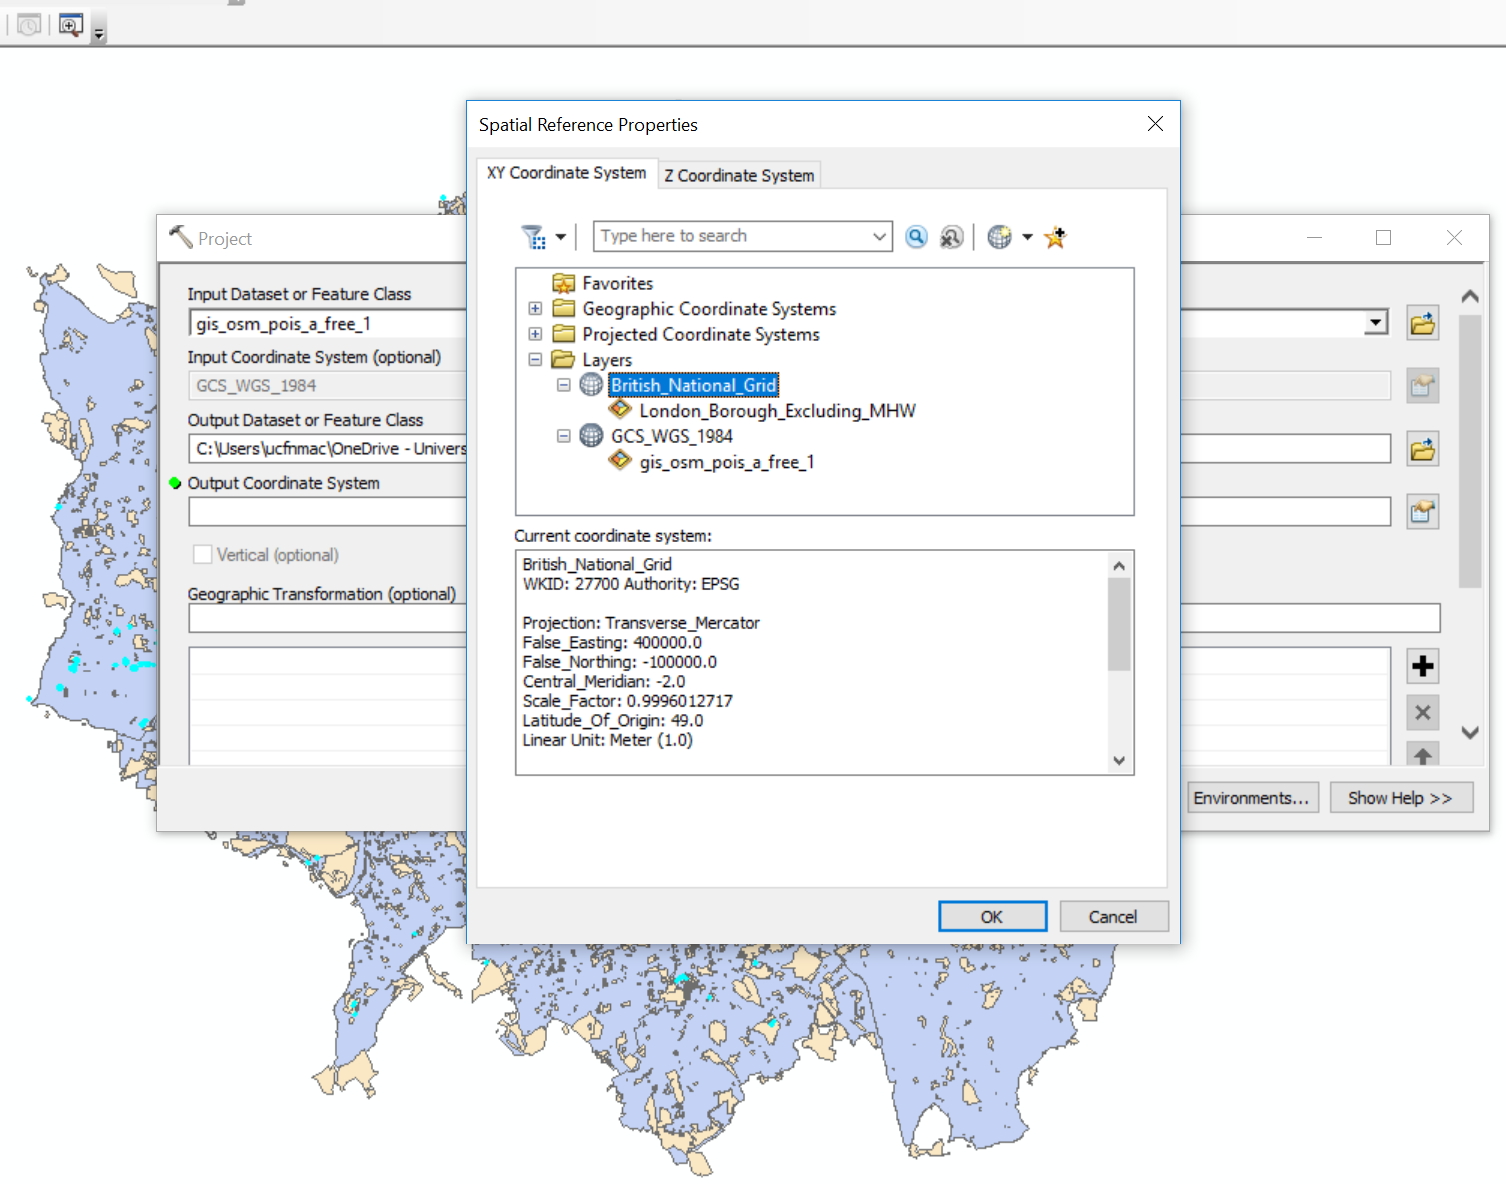 Spatial Reference Properties
XY Coordinate System
Z Coordinate System
Type here to search
Favorites
Geographic Coordinate Systems
Projected Coordinate Systems
Layers
British_National_Grid
London_Borough_Excluding_MHW
GCS_WGS_1984
gis_osm_pois_a_free_1
Current coordinate system:
British_National_Grid
WKID: 27700 Authority: EPSG
Projection: Transverse_Mercator
False_Easting: 400000.0
False_Northing: -100000.0
Central_Meridian: -2.0
Scale_Factor: 0.9996012717
Latitude_Of_Origin: 49.0
Linear Unit: Meter (1.0)
OK
Cancel
Project
Input Dataset or Feature Class
gis_osm_pois_a_free_1
Input Coordinate System (optional)
GCS_WGS_1984
Output Dataset or Feature Class
C:\Users\ucfnmac\OneDrive - Univers
Output Coordinate System
Vertical (optional)
Geographic Transformation (optional)
Environments...
Show Help >>